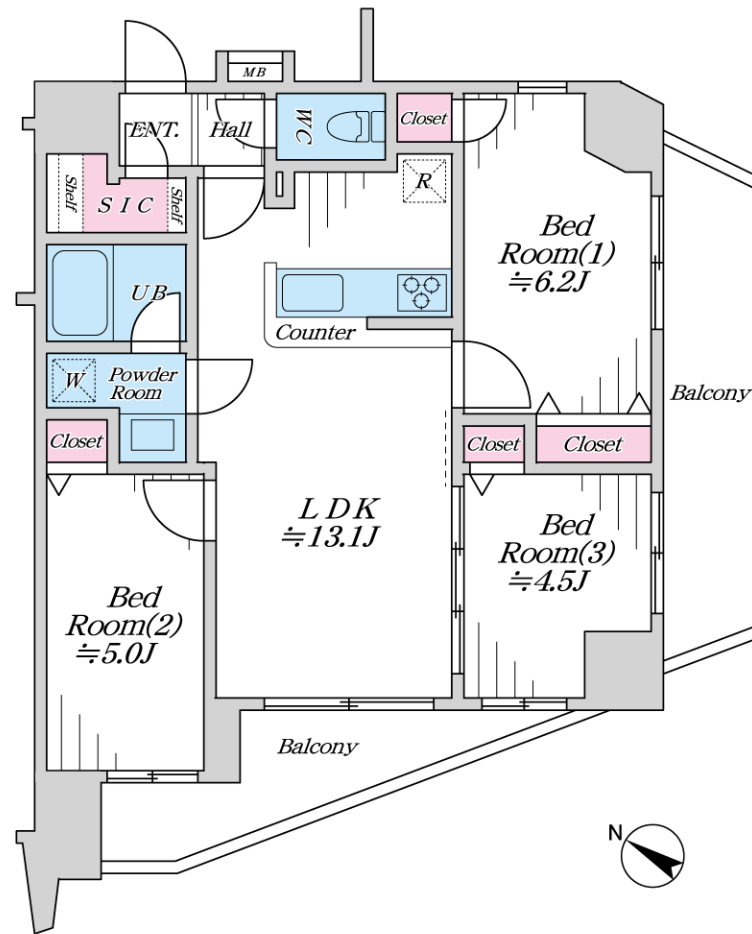 MB
ENT.
Hall
WC
Closet
Shelf
SIC
Shelf
R
Bed
Room(1)
≒6.2J
UB
Counter
W
Powder
Room
Balcony
Closet
Closet
Closet
LDK
≒13.1J
Bed
Room(3)
≒4.5J
Bed
Room(2)
≒5.0J
Balcony
N